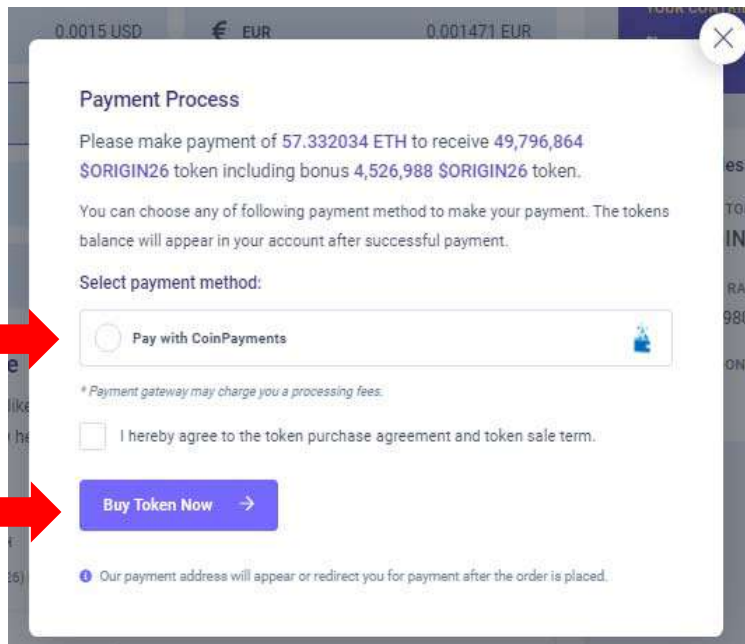 0.0015 USD € EUR 0.001471 EUR
YOUR CONTRI
Payment Process
Please make payment of 57.332034 ETH to receive 49,796,864
$ORIGIN26 token including bonus 4,526,988 $ORIGIN26 token.
You can choose any of following payment method to make your payment. The tokens
balance will appear in your account after successful payment.
Select payment method:
Pay with CoinPayments
* Payment gateway may charge you a processing fees.
I hereby agree to the token purchase agreement and token sale term.
Buy Token Now →
Our payment address will appear or redirect you for payment after the order is placed.